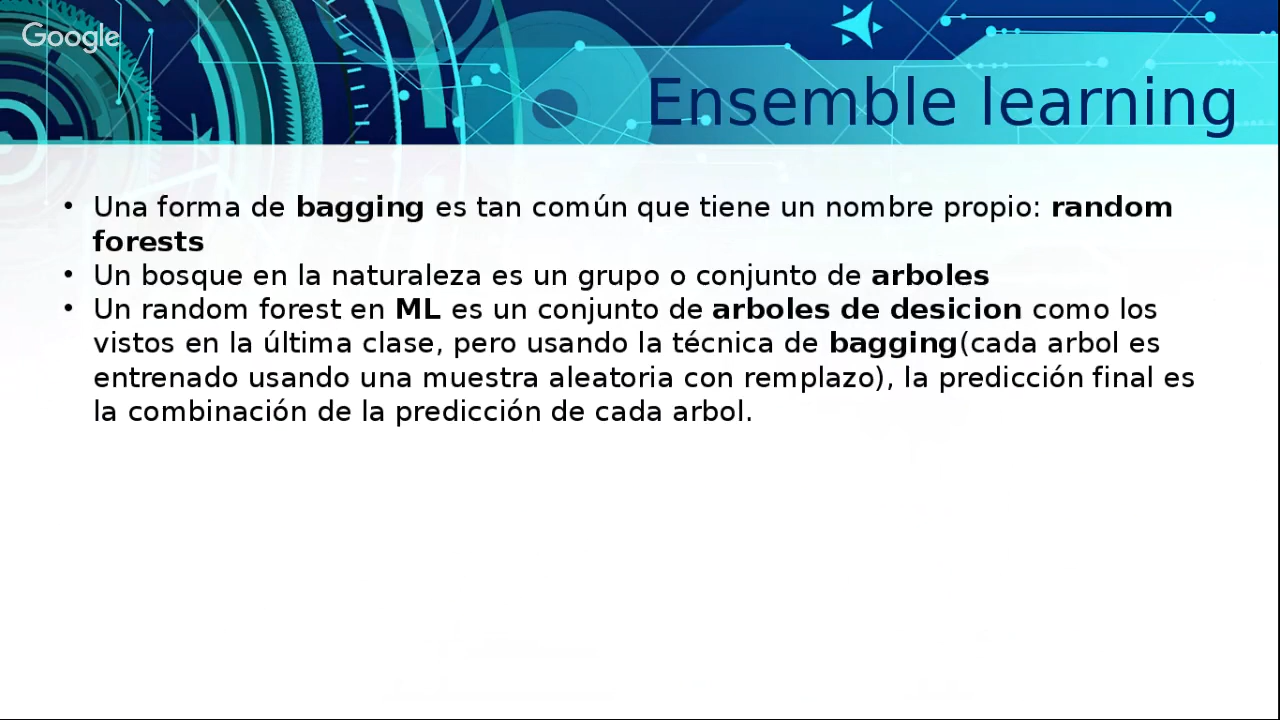 Google
Ensemble learning
• Una forma de bagging es tan común que tiene un nombre propio: random
forests
• Un bosque en la naturaleza es un grupo o conjunto de arboles
• Un random forest en ML es un conjunto de arboles de desicion como los
vistos en la última clase, pero usando la técnica de bagging(cada arbol es
entrenado usando una muestra aleatoria con remplazo), la predicción final es
la combinación de la predicción de cada arbol.